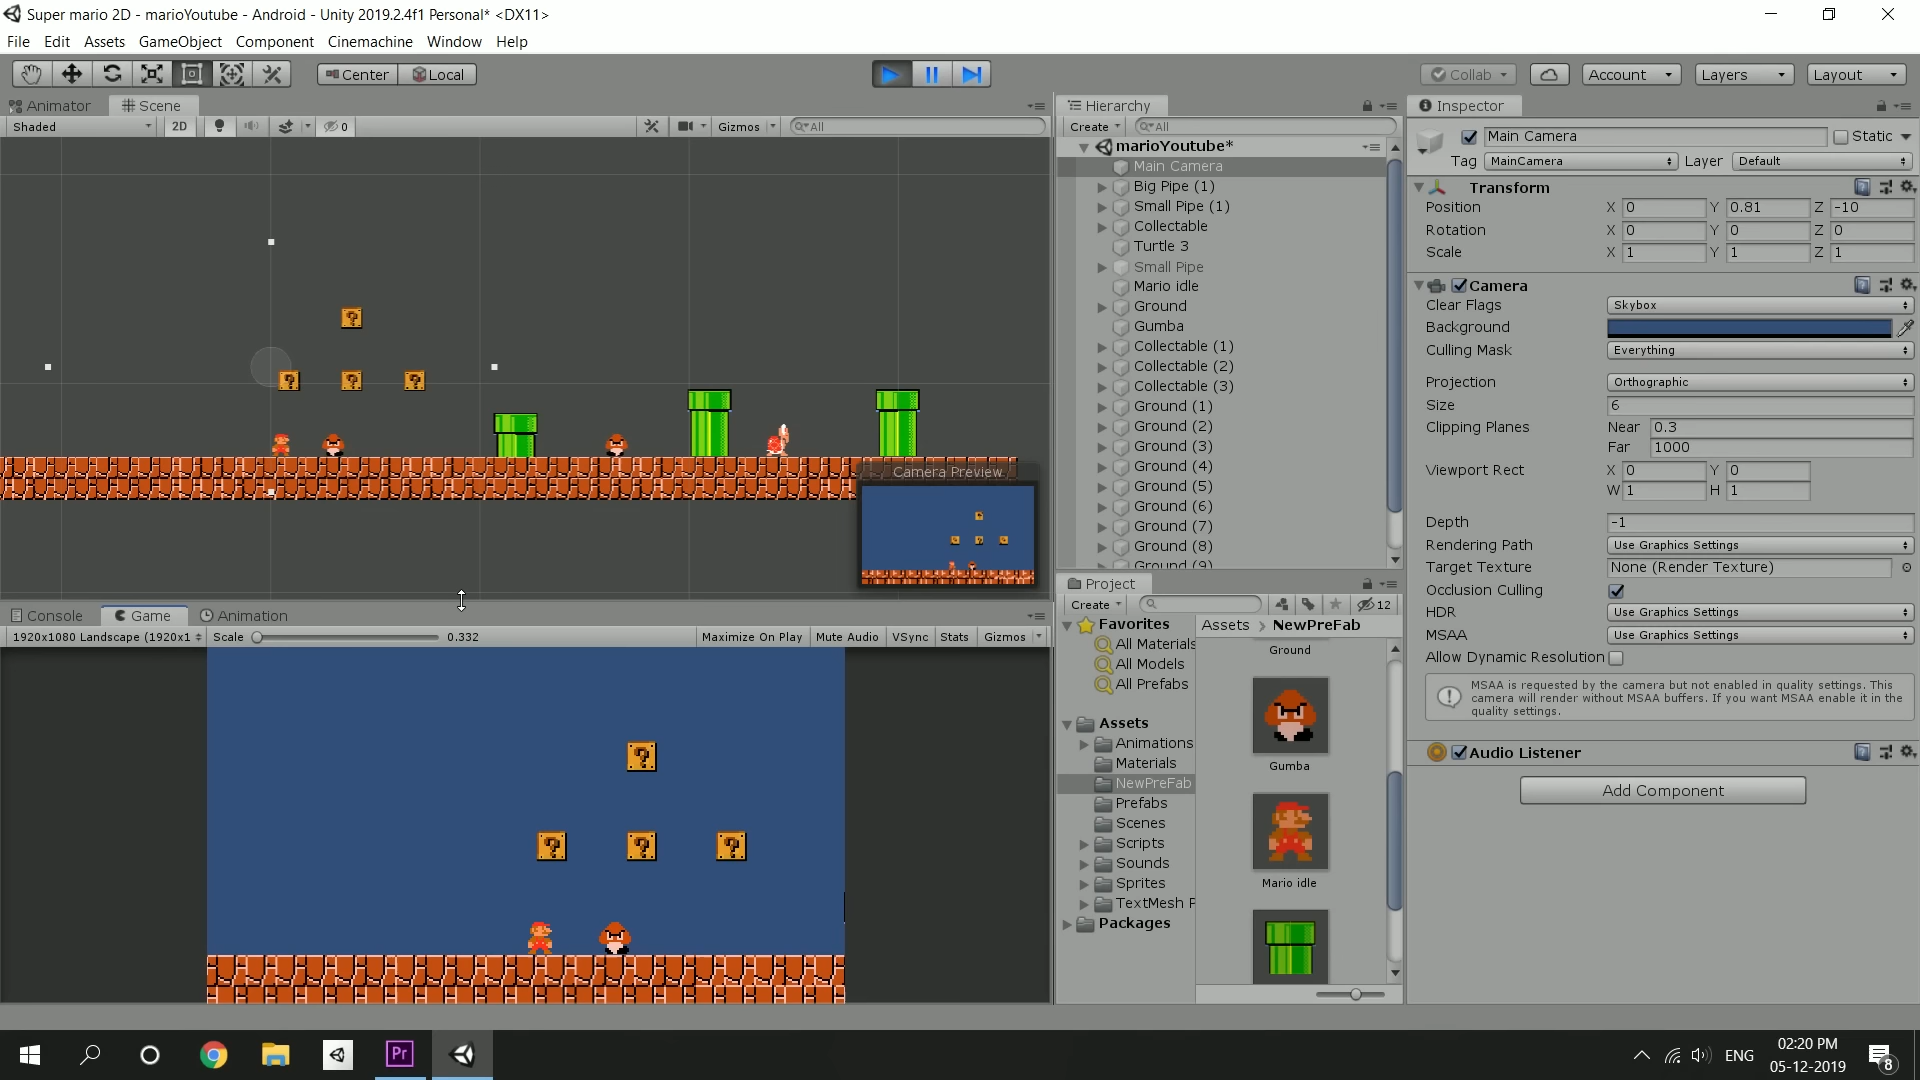 Super mario 2D - marioYoutube - Android - Unity 2019.2.4f1 Personal* <DX11>
File Edit Assets GameObject Component Cinemachine Window Help
Center Local
Collab Account Layers Layout
Animator Scene
Shaded 2D 0 Gizmos All
Camera Preview
Console Game Animation
1920x1080 Landscape (1920x1 Scale 0.332 Maximize On Play Mute Audio VSync Stats Gizmos
Hierarchy
Create All
marioYoutube*
Main Camera
Big Pipe (1)
Small Pipe (1)
Collectable
Turtle 3
Small Pipe
Mario idle
Ground
Gumba
Collectable (1)
Collectable (2)
Collectable (3)
Ground (1)
Ground (2)
Ground (3)
Ground (4)
Ground (5)
Ground (6)
Ground (7)
Ground (8)
Ground (9)
Project
Create 12
Favorites
All Materials
All Models
All Prefabs
Assets
Animations
Materials
NewPreFab
Prefabs
Scenes
Scripts
Sounds
Sprites
TextMesh P
Packages
Assets > NewPreFab
Ground
Gumba
Mario idle
Inspector
Main Camera Static
Tag MainCamera Layer Default
Transform
Position X 0 Y 0.81 Z -10
Rotation X 0 Y 0 Z 0
Scale X 1 Y 1 Z 1
Camera
Clear Flags Skybox
Background
Culling Mask Everything
Projection Orthographic
Size 6
Clipping Planes Near 0.3
Far 1000
Viewport Rect X 0 Y 0
W 1 H 1
Depth -1
Rendering Path Use Graphics Settings
Target Texture None (Render Texture)
Occlusion Culling
HDR Use Graphics Settings
MSAA Use Graphics Settings
Allow Dynamic Resolution
MSAA is requested by the camera but not enabled in quality settings. This
camera will render without MSAA buffers. If you want MSAA enable it in the
quality settings.
Audio Listener
Add Component
? 
? ? ?
?
? ? ?
Pr
ENG
02:20 PM
05-12-2019
8